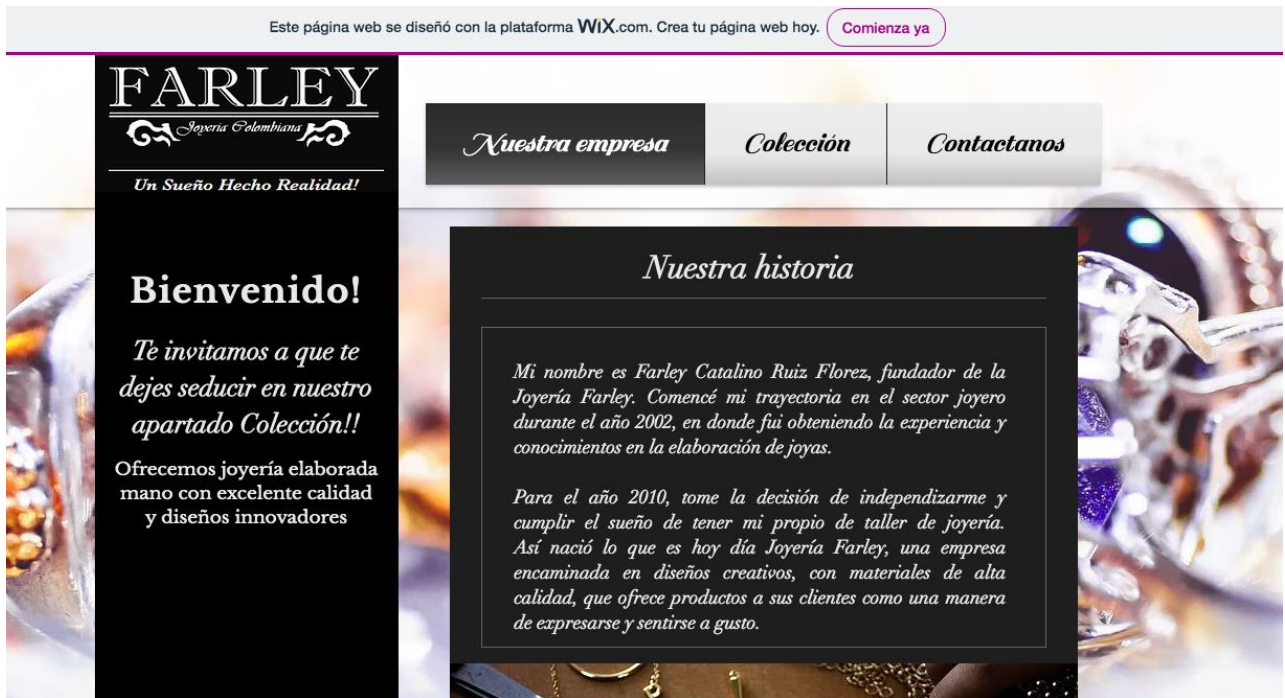 Este página web se diseñó con la plataforma WiX.com. Crea tu página web hoy. Comienza ya
FARLEY
Joyería Colombiana
Un Sueño Hecho Realidad!
Nuestra empresa
Colección
Contactanos
Bienvenido!
Te invitamos a que te
dejes seducir en nuestro
apartado Colección!!
Ofrecemos joyería elaborada
mano con excelente calidad
y diseños innovadores
Nuestra historia
Mi nombre es Farley Catalino Ruiz Florez, fundador de la
Joyería Farley. Comencé mi trayectoria en el sector joyero
durante el año 2002, en donde fui obteniendo la experiencia y
conocimientos en la elaboración de joyas.
Para el año 2010, tome la decisión de independizarme y
cumplir el sueño de tener mi propio de taller de joyería.
Así nació lo que es hoy día Joyería Farley, una empresa
encaminada en diseños creativos, con materiales de alta
calidad, que ofrece productos a sus clientes como una manera
de expresarse y sentirse a gusto.